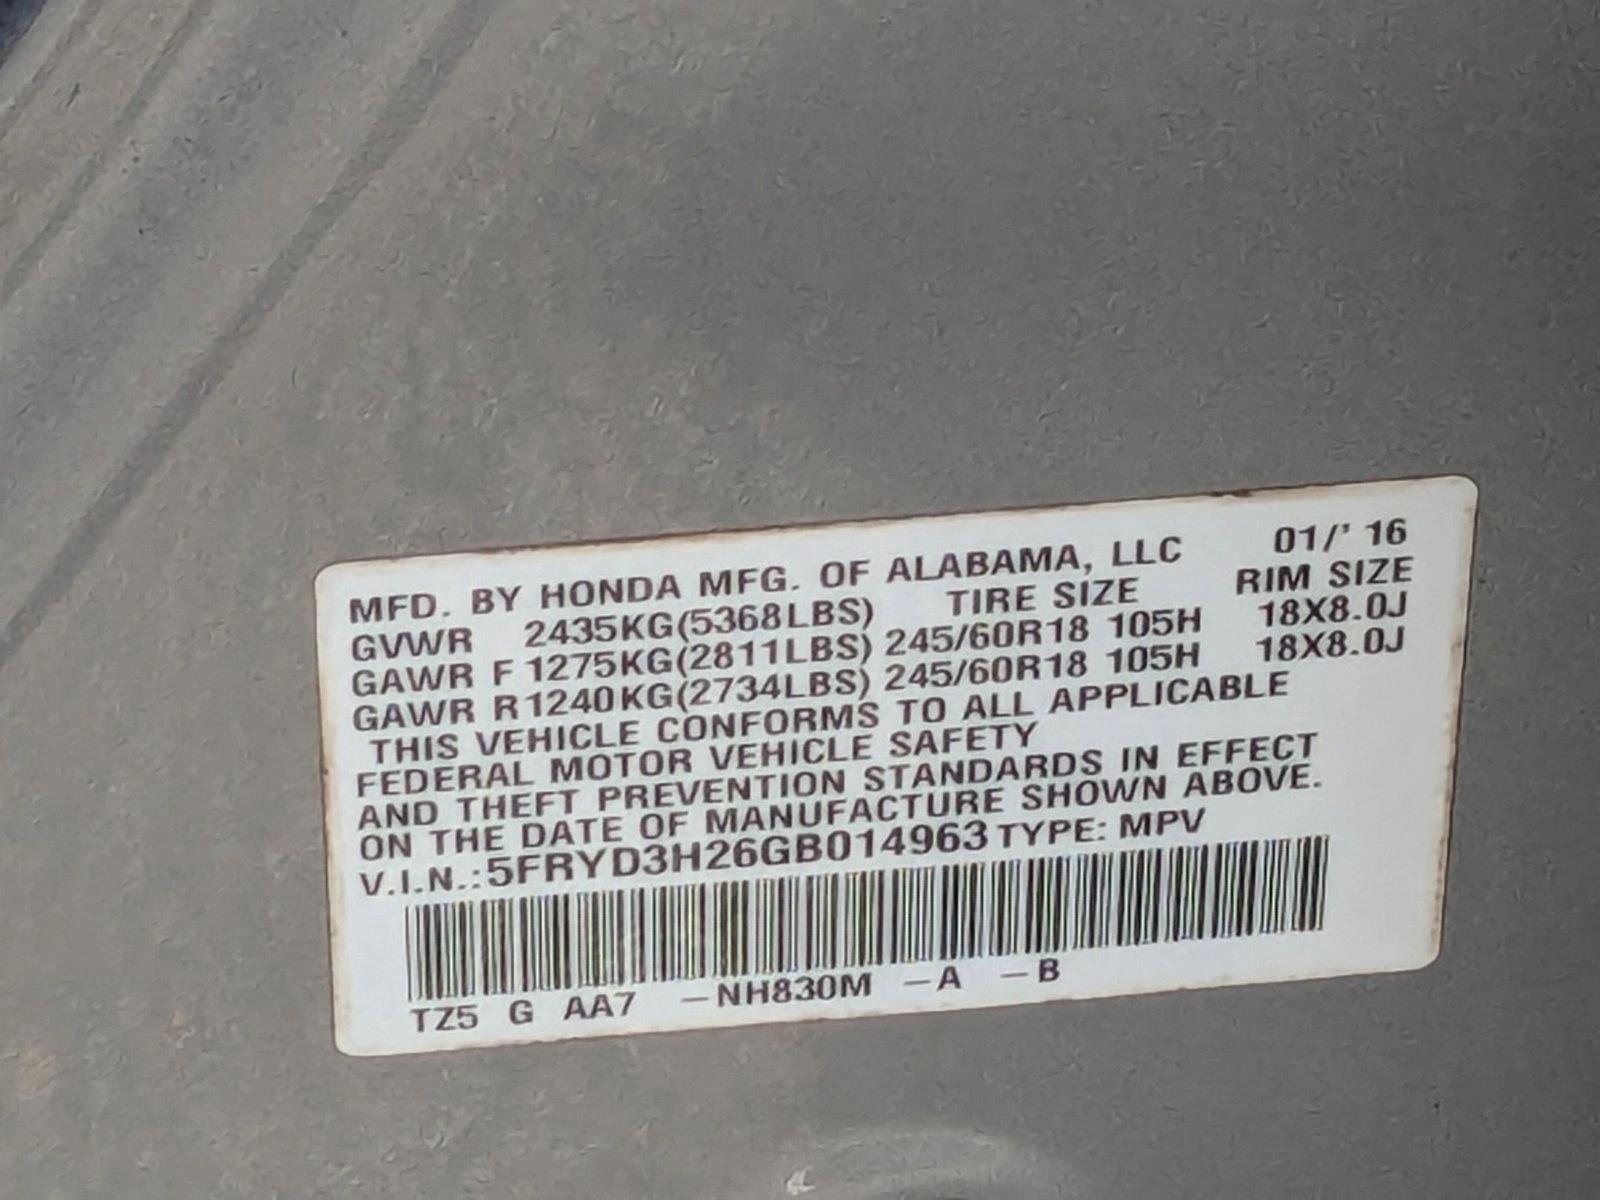 MFD. BY HONDA MFG. OF ALABAMA, LLC 01/' 16
GVWR 2435KG(5368LBS) TIRE SIZE RIM SIZE
GAWR F 1275KG(2811LBS) 245/60R18 105H 18X8.0J
GAWR R 1240KG(2734LBS) 245/60R18 105H 18X8.0J
THIS VEHICLE CONFORMS TO ALL APPLICABLE
FEDERAL MOTOR VEHICLE SAFETY
AND THEFT PREVENTION STANDARDS IN EFFECT
ON THE DATE OF MANUFACTURE SHOWN ABOVE.
V.I.N.: 5FRYD3H26GB014963 TYPE: MPV
TZ5 G AA7 –NH830M –A –B